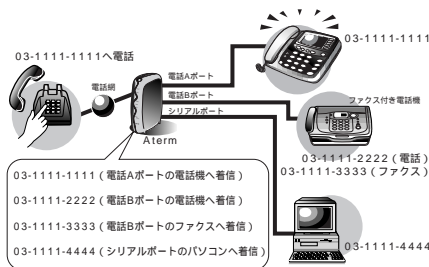 03-1111-1111へ電話
電話網
Aterm
電話Aポート
電話Bポート
シリアルポート
03-1111-1111
ファクス付き電話機
03-1111-2222（電話）
03-1111-3333（ファクス）
03-1111-4444
03-1111-1111（電話Aポートの電話機へ着信）
03-1111-2222（電話Bポートの電話機へ着信）
03-1111-3333（電話Bポートのファクスへ着信）
03-1111-4444（シリアルポートのパソコンへ着信）